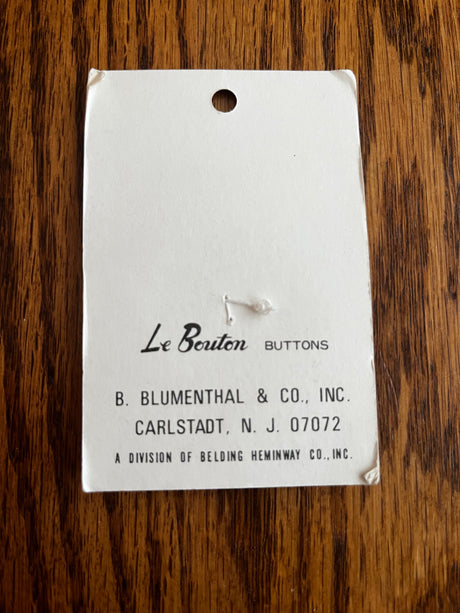 Le Bouton BUTTONS
B. BLUMENTHAL & CO., INC.
CARLSTADT, N. J. 07072
A DIVISION OF BELDING HEMINWAY CO., INC.